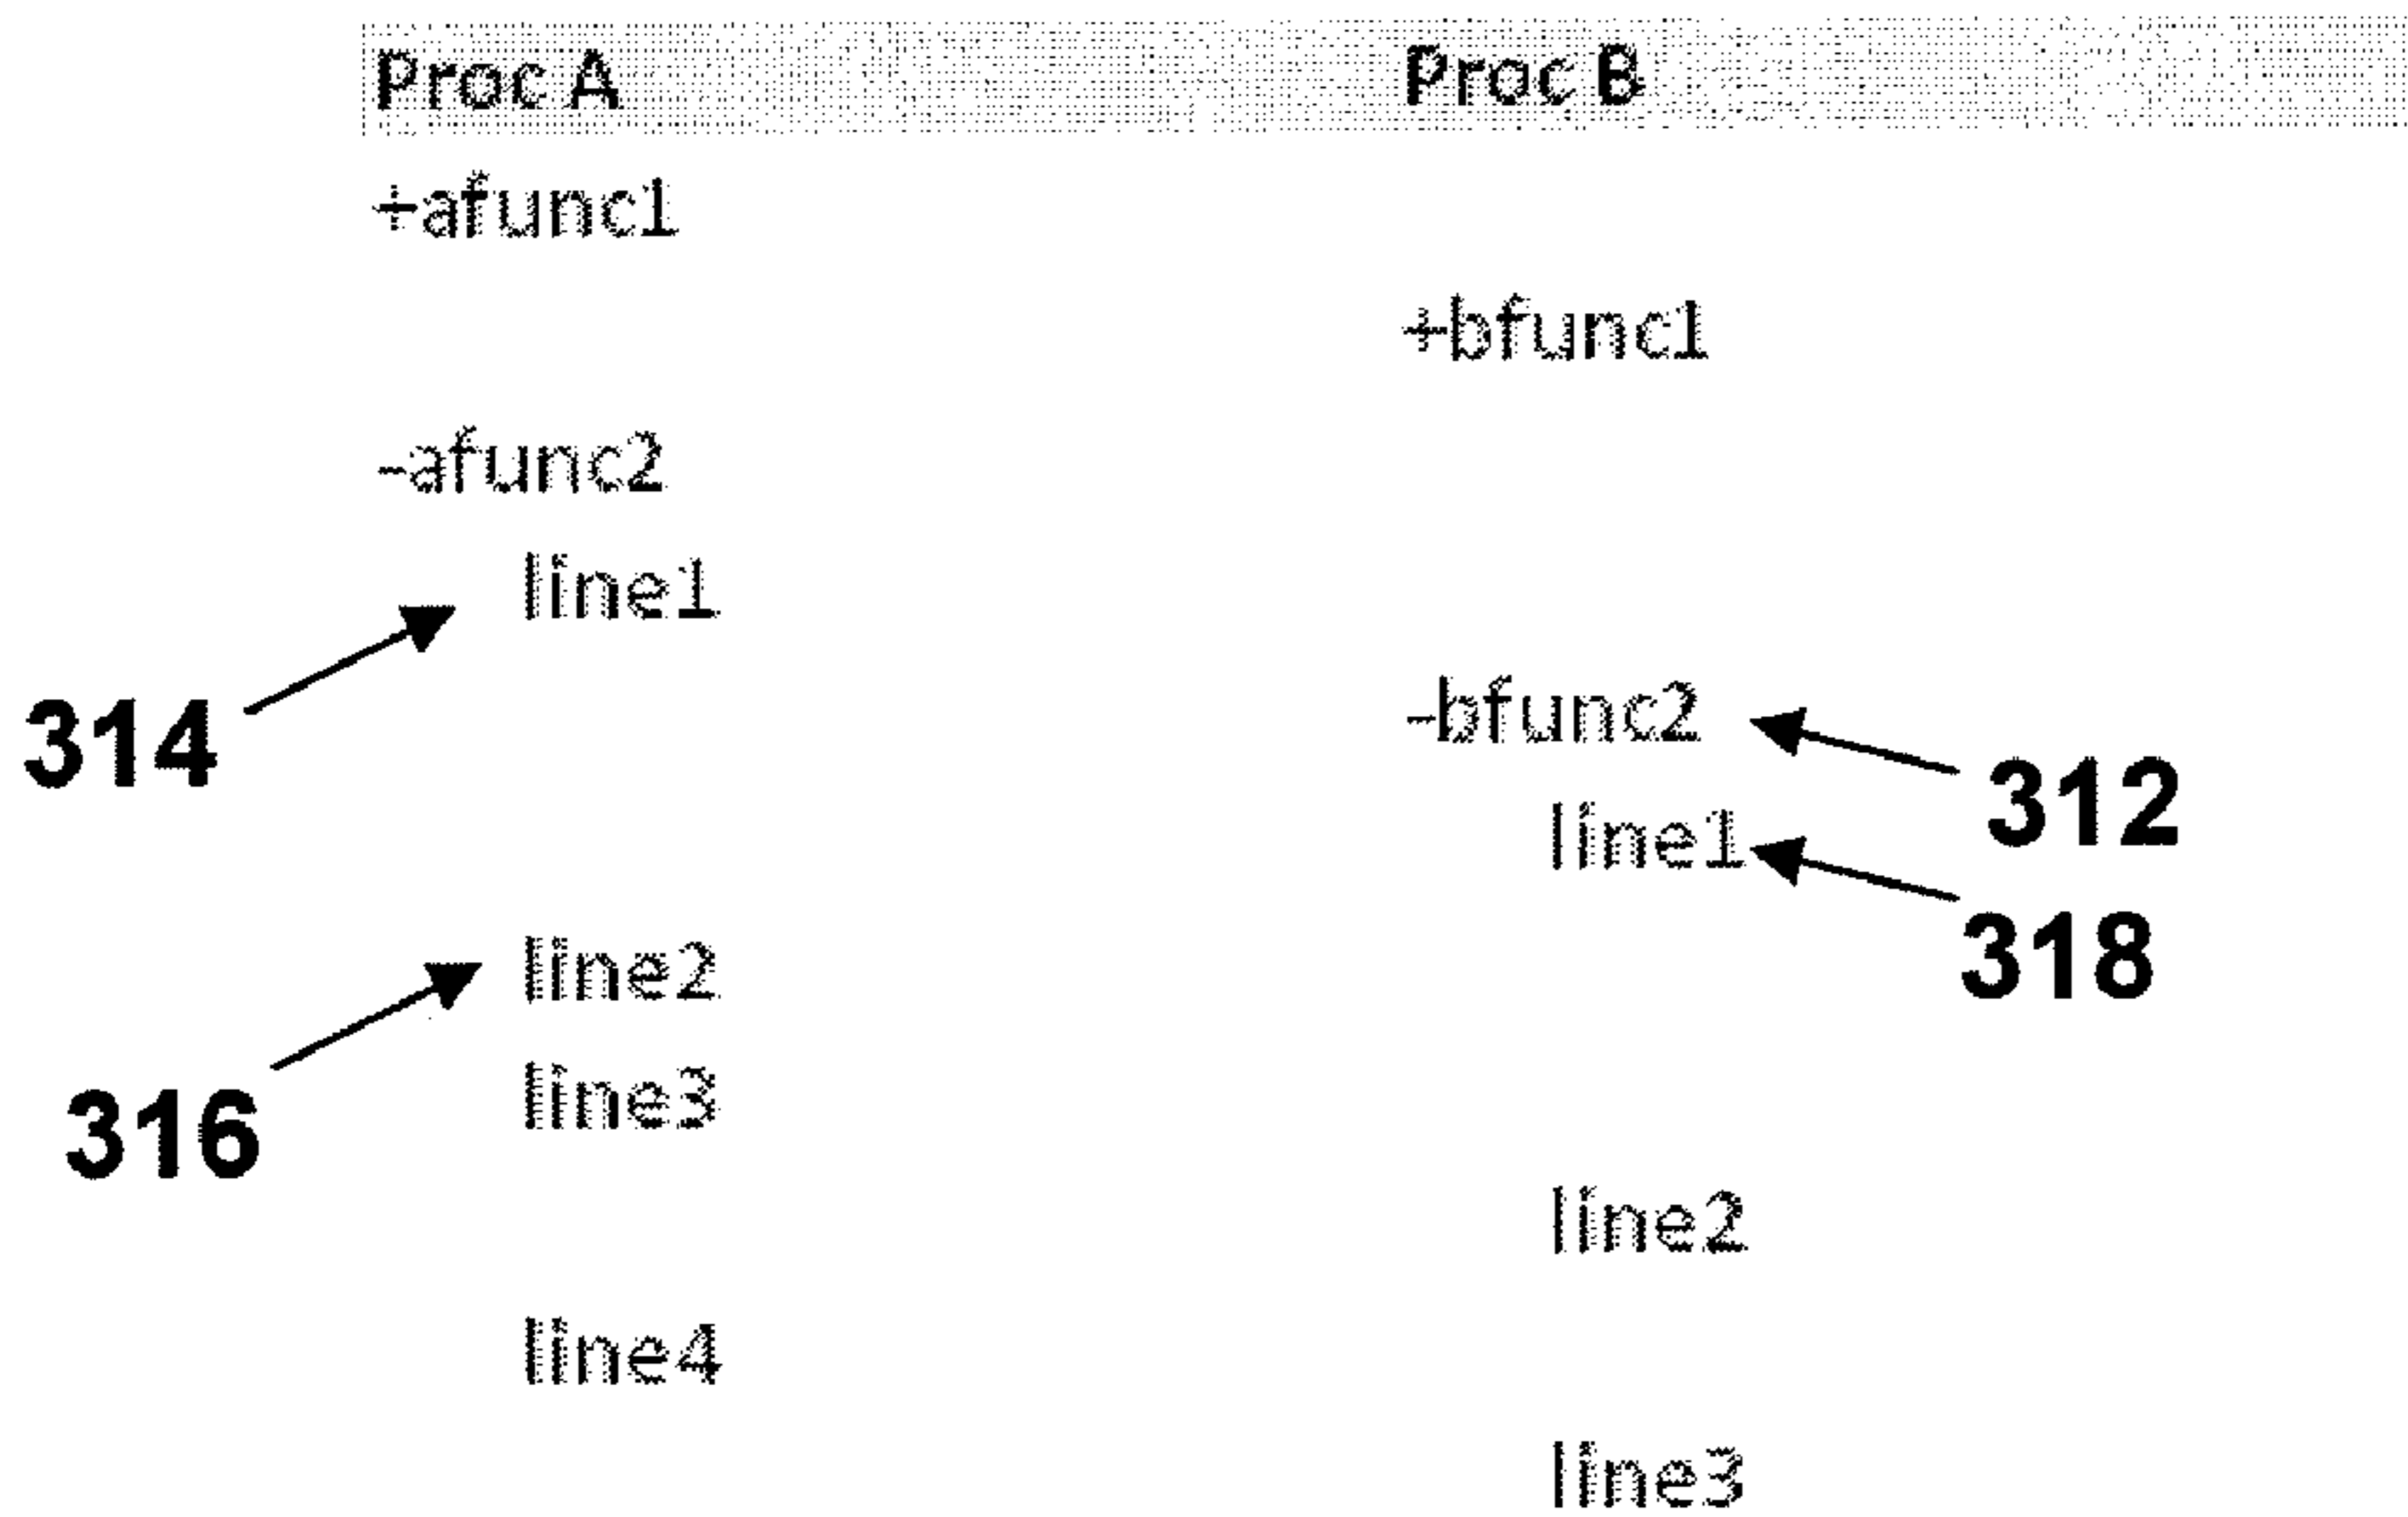 Proc A Proc B
+afunc1
+bfunc1
-afunc2
line1
314
-bfunc2
312
line1
318
line2
line3
316
line2
line4
line3